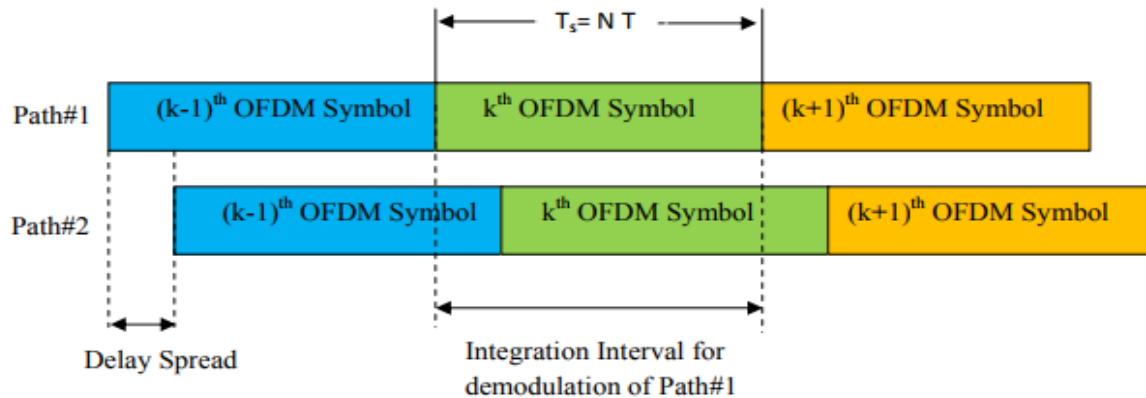 Tₛ= N T
Path#1
(k-1)ᵗʰ OFDM Symbol
kᵗʰ OFDM Symbol
(k+1)ᵗʰ OFDM Symbol
Path#2
(k-1)ᵗʰ OFDM Symbol
kᵗʰ OFDM Symbol
(k+1)ᵗʰ OFDM Symbol
Delay Spread
Integration Interval for
demodulation of Path#1